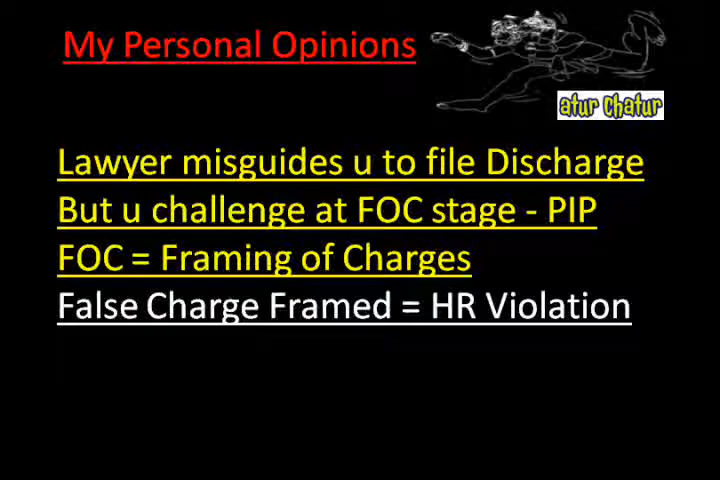 My Personal Opinions
atur chatur
Lawyer misguides u to file Discharge
But u challenge at FOC stage - PIP
FOC = Framing of Charges
False Charge Framed = HR Violation